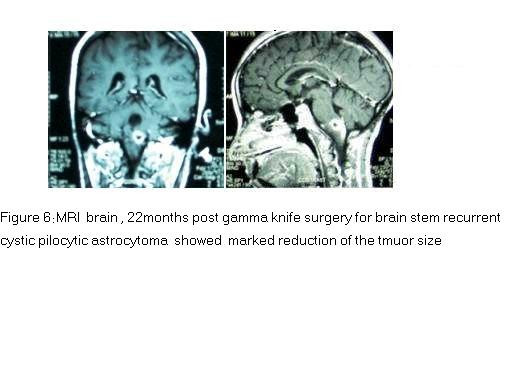 Figure 6:MRI brain , 22months post gamma knife surgery for brain stem recurrent
cystic pilocytic astrocytoma showed marked reduction of the tmuor size